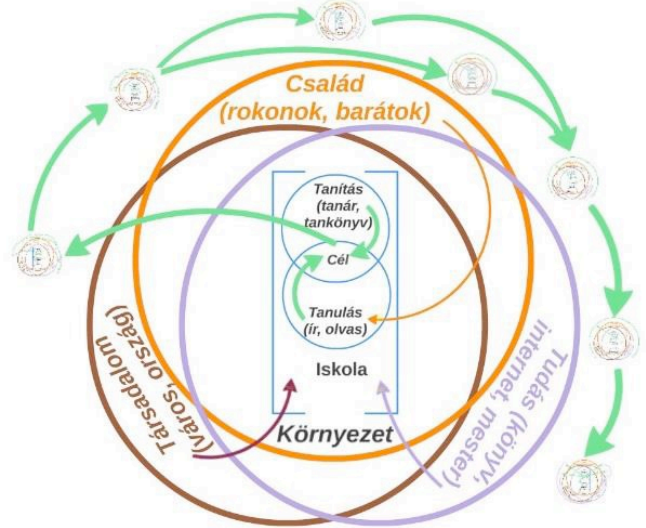 Család
(rokonok, barátok)
Tanítás
(tanár,
tankönyv)
Cél
Tanulás
(ír, olvas)
Iskola
Környezet
Társadalom
(város, ország)
Tudás (könyv,
internet, mester)